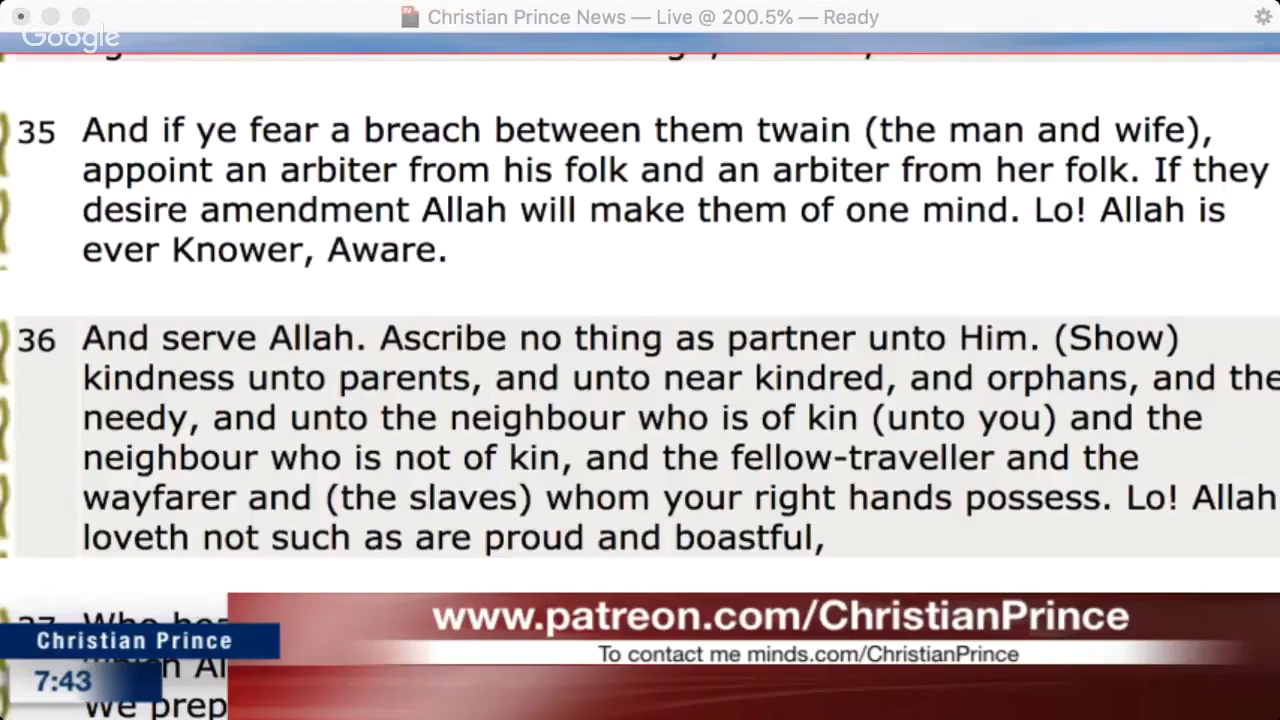 Christian Prince News — Live @ 200.5% — Ready
Google
35 And if ye fear a breach between them twain (the man and wife),
appoint an arbiter from his folk and an arbiter from her folk. If they
desire amendment Allah will make them of one mind. Lo! Allah is
ever Knower, Aware.
36 And serve Allah. Ascribe no thing as partner unto Him. (Show)
kindness unto parents, and unto near kindred, and orphans, and the
needy, and unto the neighbour who is of kin (unto you) and the
neighbour who is not of kin, and the fellow-traveller and the
wayfarer and (the slaves) whom your right hands possess. Lo! Allah
loveth not such as are proud and boastful,
www.patreon.com/ChristianPrince
Christian Prince
To contact me minds.com/ChristianPrince
7:43
We prep